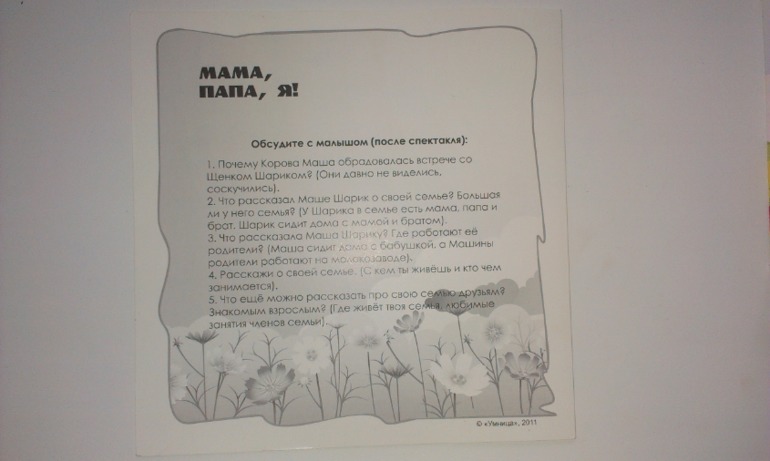 МАМА,
ПАПА, Я!
Обсудите с малышом (после спектакля):
1. Почему Корова Маша обрадовалась встрече со
Щенком Шариком? (Они давно не виделись,
соскучились).
2. Что рассказал Маше Шарик о своей семье? Большая
ли у него семья? (У Шарика в семье есть мама, папа и
брат. Шарик сидит дома с мамой и братом).
3. Что рассказала Маша Шарику? Где работают её
родители? (Маша сидит дома с бабушкой, а Машины
родители работают на молокозаводе).
4. Расскажи о своей семье. (С кем ты живёшь и кто чем
занимается).
5. Что ещё можно рассказать про свою семью друзьям?
Знакомым взрослым? (Где живёт твоя семья, любимые
занятия членов семьи).
© «Умница», 2011